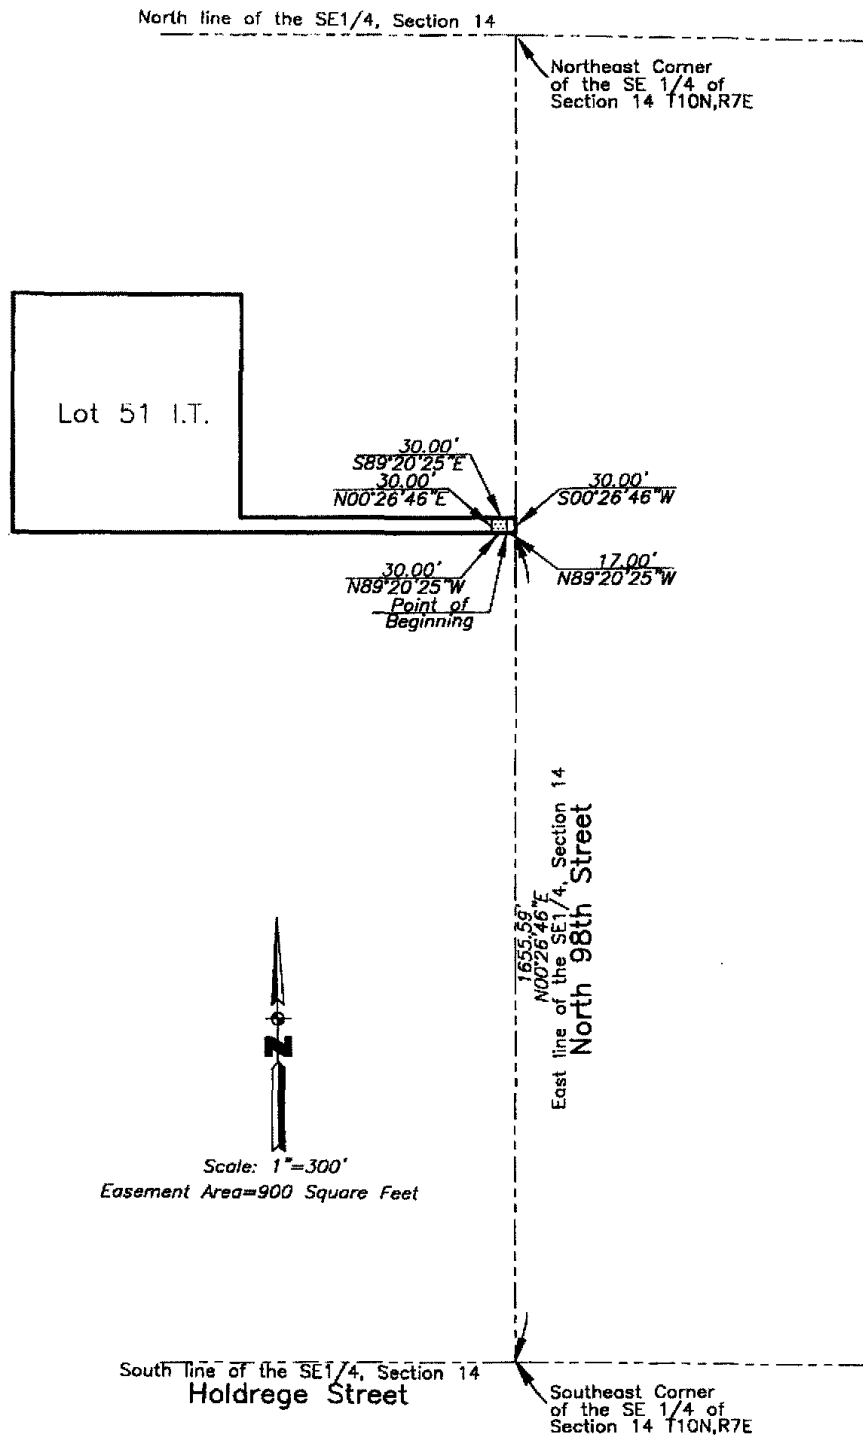 North line of the SE1/4, Section 14
Northeast Corner
of the SE 1/4 of
Section 14 T10N,R7E
Lot 51 I.T.
30.00'
S89°20'25"E
30.00'
N00°26'46"E
30.00'
S00°26'46"W
30.00'
N89°20'25"W
17.00'
N89°20'25"W
Point of
Beginning
1655.59'
N00°26'46"E
East line of the SE1/4, Section 14
North 98th Street
N
Scale: 1"=300'
Easement Area=900 Square Feet
South line of the SE1/4, Section 14
Holdrege Street
Southeast Corner
of the SE 1/4 of
Section 14 T10N,R7E